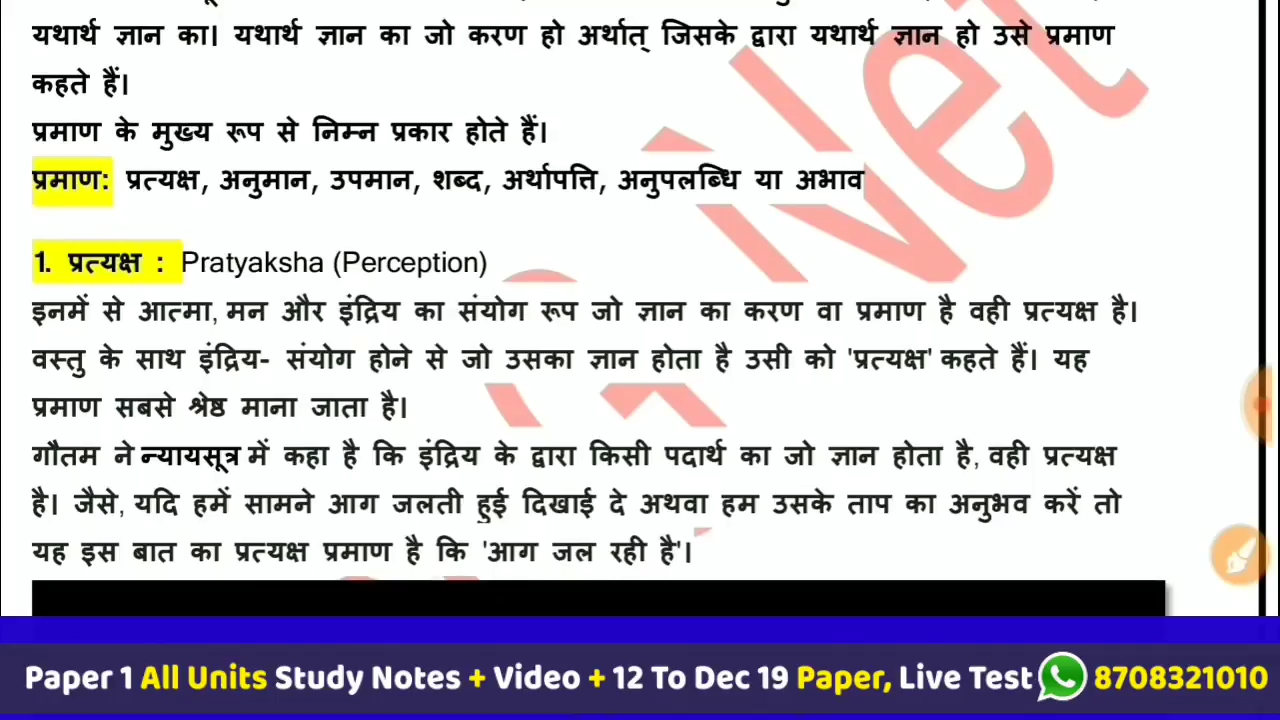 यथार्थ ज्ञान का। यथार्थ ज्ञान का जो करण हो अर्थात् जिसके द्वारा यथार्थ ज्ञान हो उसे प्रमाण
कहते हैं।
प्रमाण के मुख्य रूप से निम्न प्रकार होते हैं।
प्रमाण: प्रत्यक्ष, अनुमान, उपमान, शब्द, अर्थापत्ति, अनुपलब्धि या अभाव
1. प्रत्यक्ष : Pratyaksha (Perception)
इनमें से आत्मा, मन और इंद्रिय का संयोग रूप जो ज्ञान का करण वा प्रमाण है वही प्रत्यक्ष है।
वस्तु के साथ इंद्रिय- संयोग होने से जो उसका ज्ञान होता है उसी को 'प्रत्यक्ष' कहते हैं। यह
प्रमाण सबसे श्रेष्ठ माना जाता है।
गौतम ने न्यायसूत्र में कहा है कि इंद्रिय के द्वारा किसी पदार्थ का जो ज्ञान होता है, वही प्रत्यक्ष
है। जैसे, यदि हमें सामने आग जलती हुई दिखाई दे अथवा हम उसके ताप का अनुभव करें तो
यह इस बात का प्रत्यक्ष प्रमाण है कि 'आग जल रही है'।
Paper 1 All Units Study Notes + Video + 12 To Dec 19 Paper, Live Test 8708321010